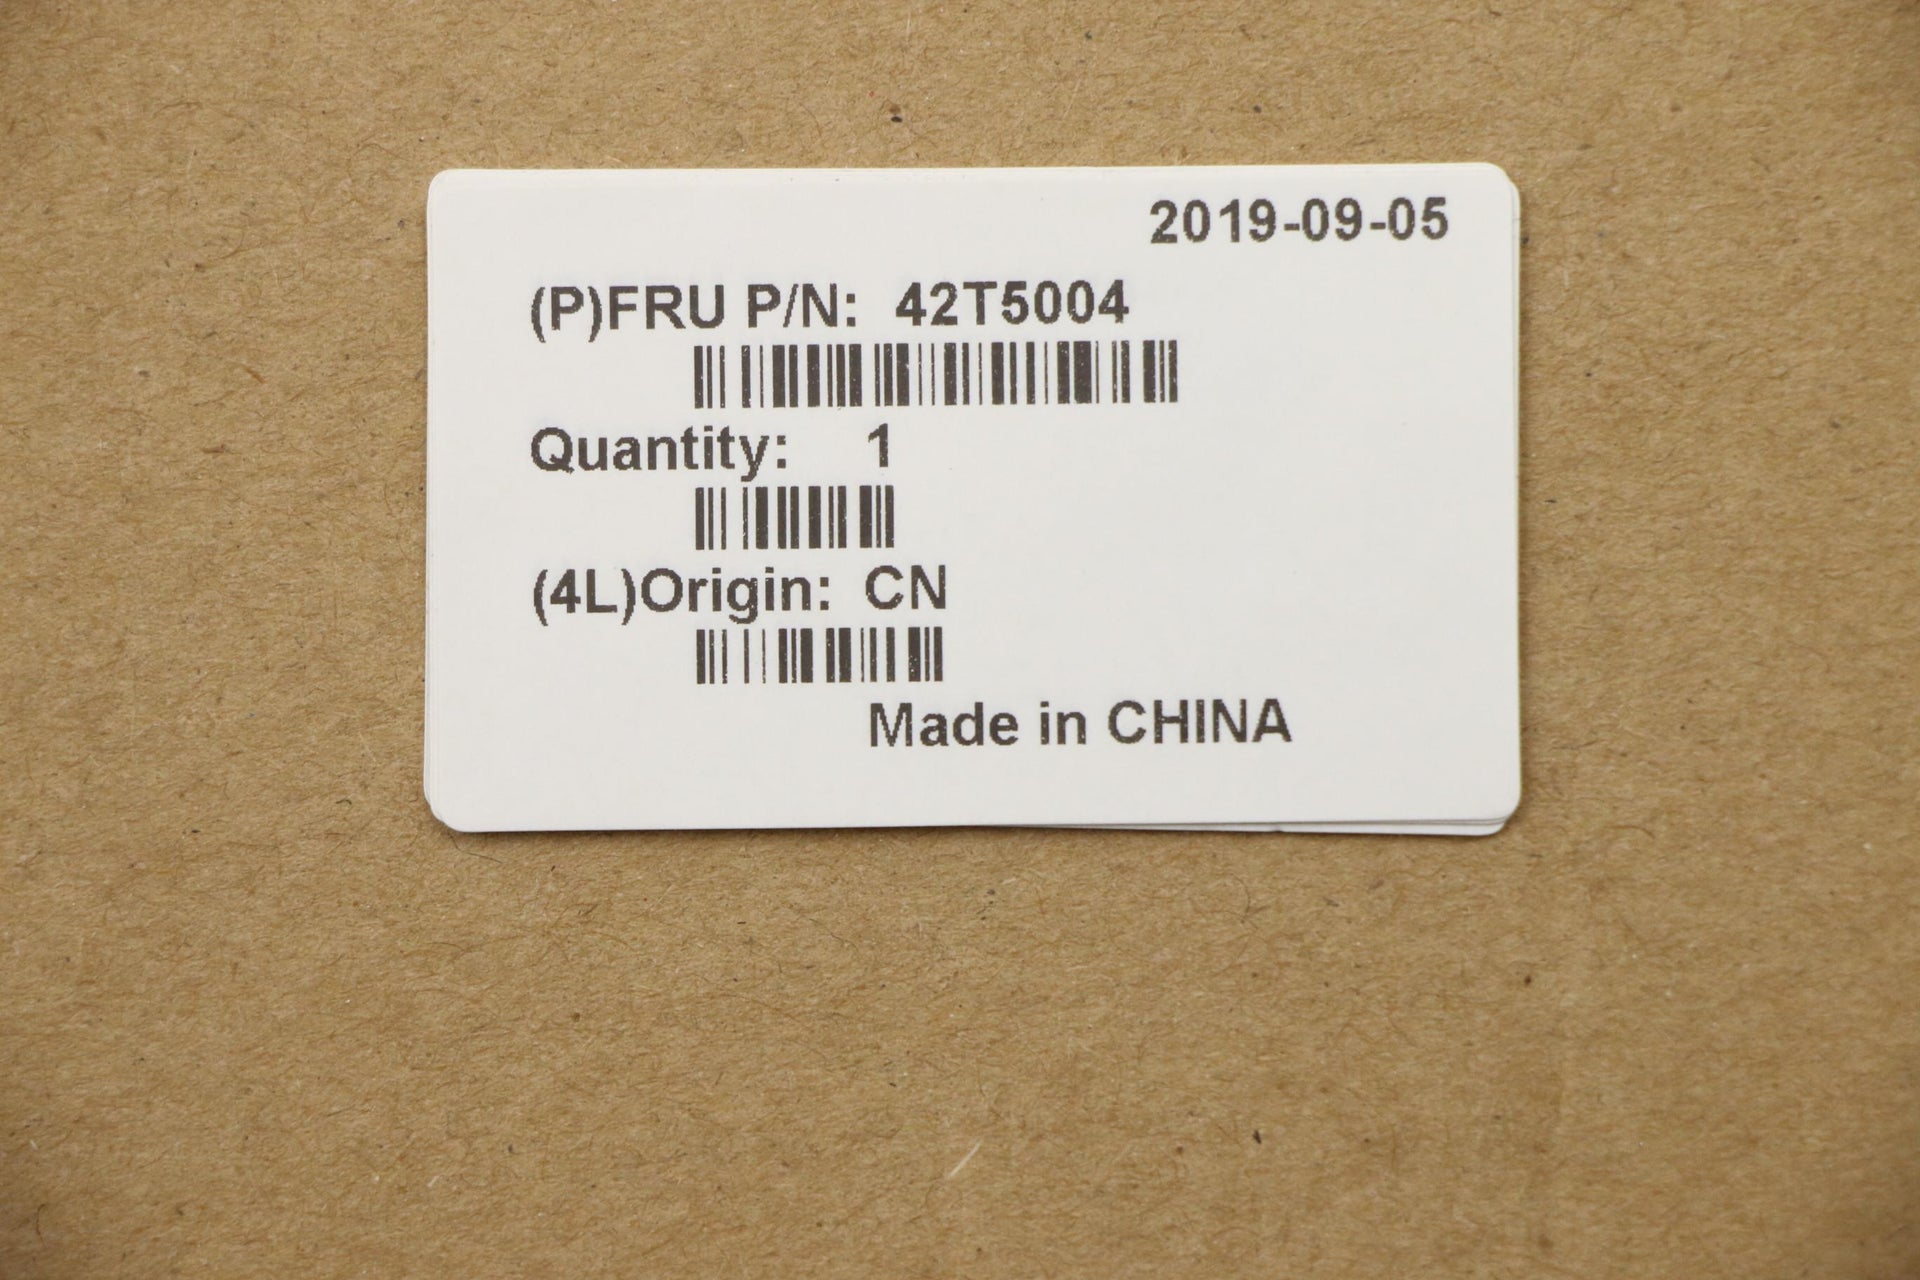 2019-09-05
(P)FRU P/N: 42T5004
Quantity: 1
(4L)Origin: CN
Made in CHINA